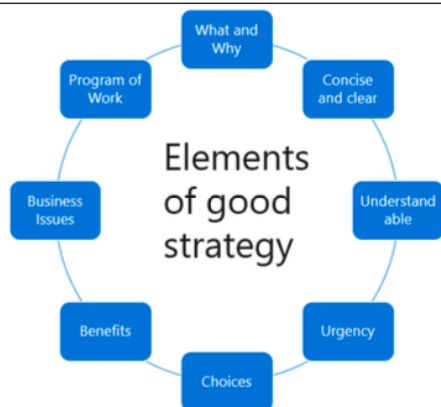 What and
Why
Concise
and clear
Understand
able
Urgency
Choices
Benefits
Business
Issues
Program of
Work
Elements
of good
strategy